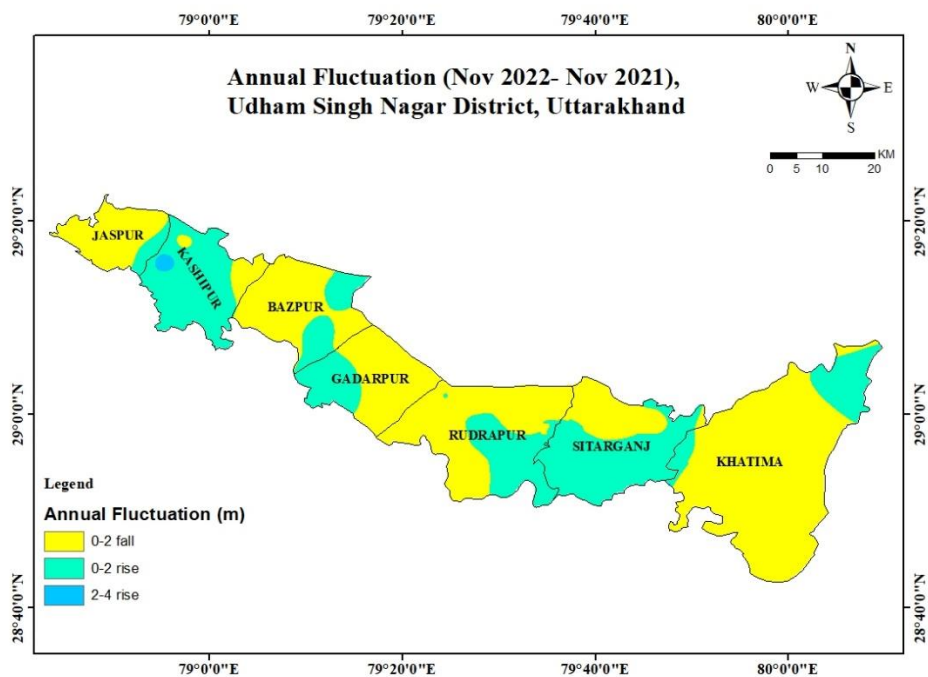 79°0'0"E 79°20'0"E 79°40'0"E 80°0'0"E
Annual Fluctuation (Nov 2022- Nov 2021),
Udham Singh Nagar District, Uttarakhand
N
W E
S
KM
0 5 10 20
29°20'0"N 29°20'0"N
JASPUR
KASHIPUR
BAZPUR
GADARPUR
29°0'0"N 29°0'0"N
RUDRAPUR
SITARGANJ
KHATIMA
Legend
Annual Fluctuation (m)
0-2 fall
0-2 rise
2-4 rise
28°40'0"N 28°40'0"N
79°0'0"E 79°20'0"E 79°40'0"E 80°0'0"E